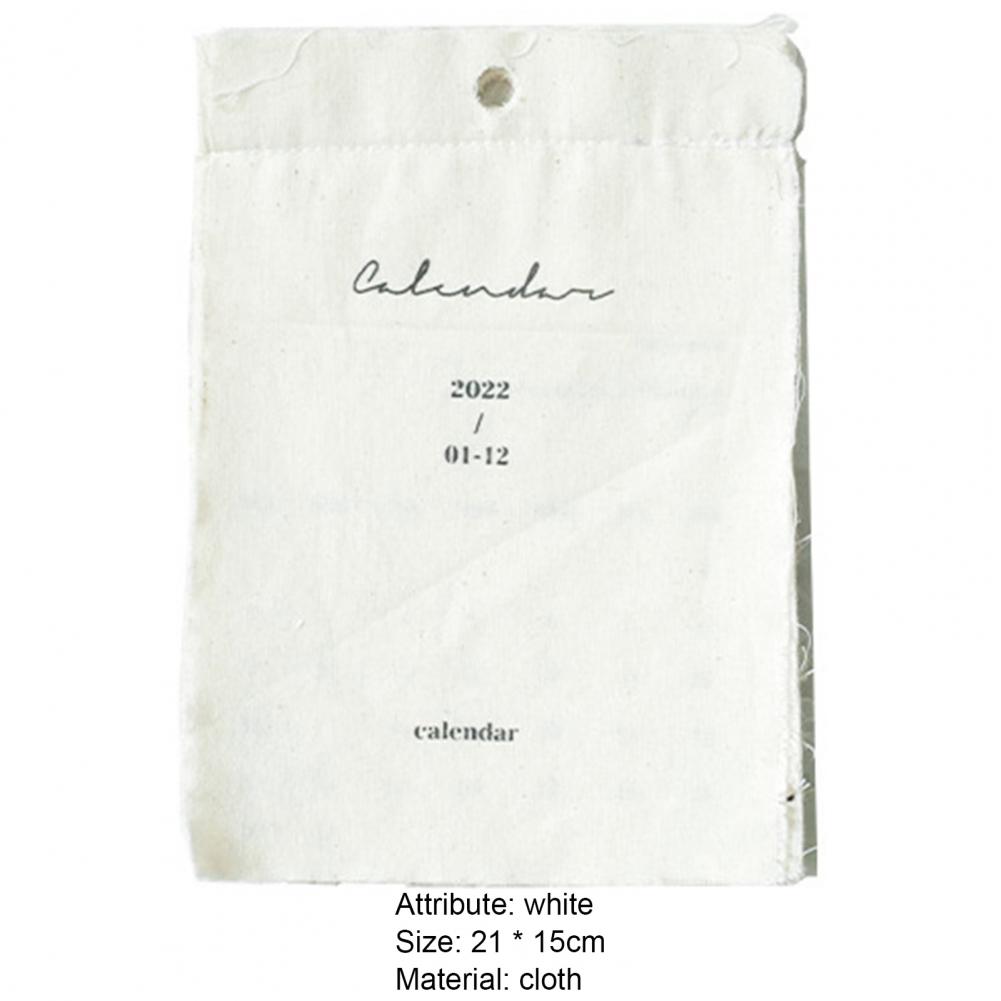 Calendar
2022
/
01-12
calendar
Attribute: white
Size: 21 * 15cm
Material: cloth